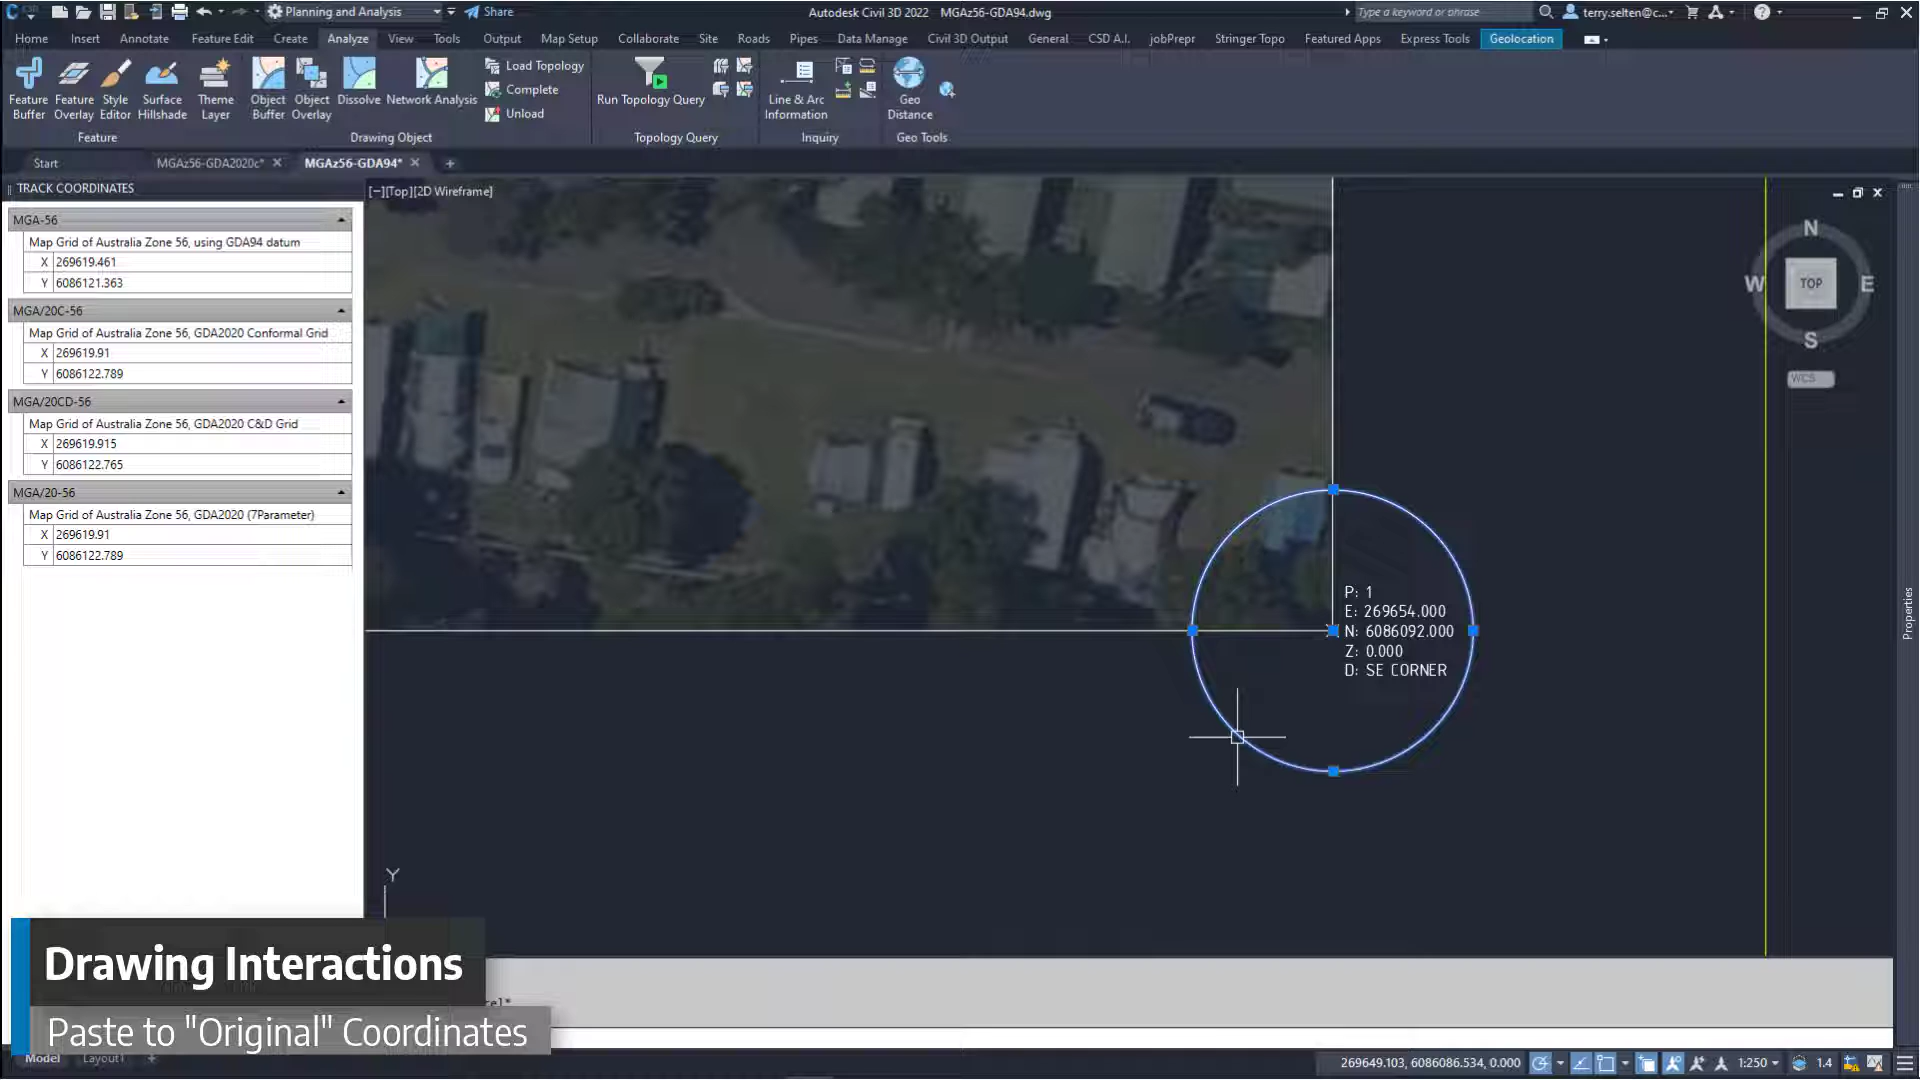 Planning and Analysis
Share
Autodesk Civil 3D 2022 MGAz56-GDA94.dwg
Type a keyword or phrase
terry.selten@c...
Home Insert Annotate Feature Edit Create Analyze View Tools Output Map Setup Collaborate Site Roads Pipes Data Manage Civil 3D Output General CSD A.I. jobPrepr Stringer Topo Featured Apps Express Tools Geolocation
Feature Buffer
Feature Overlay
Style Editor
Surface Hillshade
Theme Layer
Object Buffer
Object Overlay
Dissolve
Network Analysis
Load Topology
Complete
Unload
Run Topology Query
Line & Arc Information
Geo Distance
Feature
Drawing Object
Topology Query
Inquiry
Geo Tools
Start
MGAz56-GDA2020c*
MGAz56-GDA94*
TRACK COORDINATES
[−][Top][2D Wireframe]
MGA-56
Map Grid of Australia Zone 56, using GDA94 datum
X 269619.461
Y 6086121.363
MGA/20C-56
Map Grid of Australia Zone 56, GDA2020 Conformal Grid
X 269619.91
Y 6086122.789
MGA/20CD-56
Map Grid of Australia Zone 56, GDA2020 C&D Grid
X 269619.915
Y 6086122.765
MGA/20-56
Map Grid of Australia Zone 56, GDA2020 (7Parameter)
X 269619.91
Y 6086122.789
N
W TOP E
S
WCS
Properties
P: 1
E: 269654.000
N: 6086092.000
Z: 0.000
D: SE CORNER
Y
Drawing Interactions
Paste to "Original" Coordinates
Model Layout1
269649.103, 6086086.534, 0.000
1:250
1.4